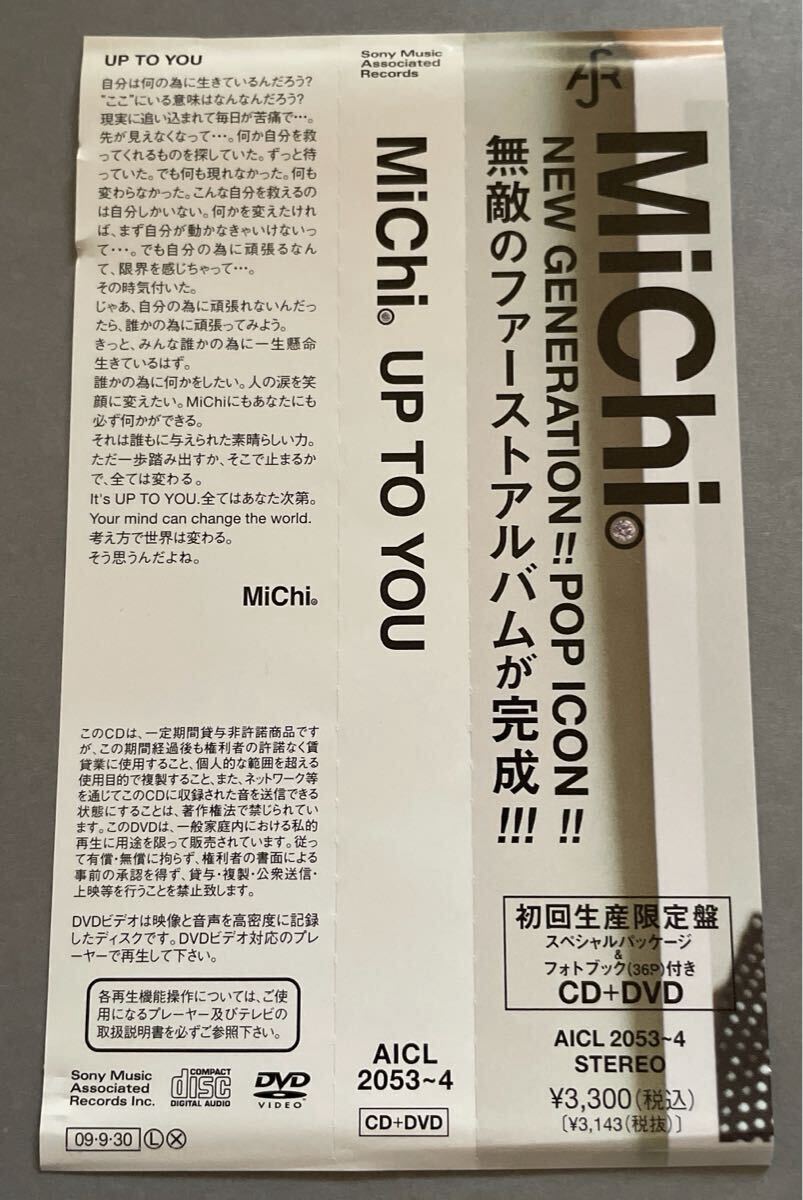 UP TO YOU
自分は何の為に生きているんだろう?
"ここ"にいる意味はなんなんだろう?
現実に追い込まれて毎日が苦痛で…。
先が見えなくなって…。何か自分を救
ってくれるものを探していた。ずっと待
っていた。でも何も現れなかった。何も
変わらなかった。こんな自分を救えるの
は自分しかいない。何かを変えたけれ
ば、まず自分が動かなきゃいけないっ
て…。でも自分の為に頑張るなん
て、限界を感じちゃって…。
その時気付いた。
じゃあ、自分の為に頑張れないんだっ
たら、誰かの為に頑張ってみよう。
きっと、みんな誰かの為に一生懸命
生きているはず。
誰かの為に何かをしたい。人の涙を笑
顔に変えたい。MiChiにもあなたにも
必ず何かができる。
それは誰もに与えられた素晴らしい力。
ただ一歩踏み出すか、そこで止まるか
で、全ては変わる。
It's UP TO YOU.全てはあなた次第。
Your mind can change the world.
考え方で世界は変わる。
そう思うんだよね。
MiChi。
このCDは、一定期間貸与非許諾商品です
が、この期間経過後も権利者の許諾なく賃
貸業に使用すること、個人的な範囲を超える
使用目的で複製すること、また、ネットワーク等
を通じてこのCDに収録された音を送信できる
状態にすることは、著作権法で禁じられてい
ます。このDVDは、一般家庭内における私的
再生に用途を限って販売されています。従っ
て有償・無償に拘らず、権利者の書面による
事前の承認を得ず、貸与・複製・公衆送信・
上映等を行うことを禁止致します。
DVDビデオは映像と音声を高密度に記録
したディスクです。DVDビデオ対応のプレ
ーヤーで再生して下さい。
各再生機能操作については、ご使
用になるプレーヤー及びテレビの
取扱説明書を必ずご参照下さい。
Sony Music
Associated
Records Inc.
COMPACT
disc
DIGITAL AUDIO
DVD
VIDEO
09・9・30 Ⓛ Ⓧ
Sony Music
Associated
Records
MiChi。 UP TO YOU
AICL
2053~4
CD+DVD
ASR
MiChi。
NEW GENERATION!! POP ICON!!
無敵のファーストアルバムが完成!!!
初回生産限定盤
スペシャルパッケージ
&
フォトブック(36P)付き
CD+DVD
AICL 2053~4
STEREO
¥3,300(税込)
[¥3,143(税抜)]